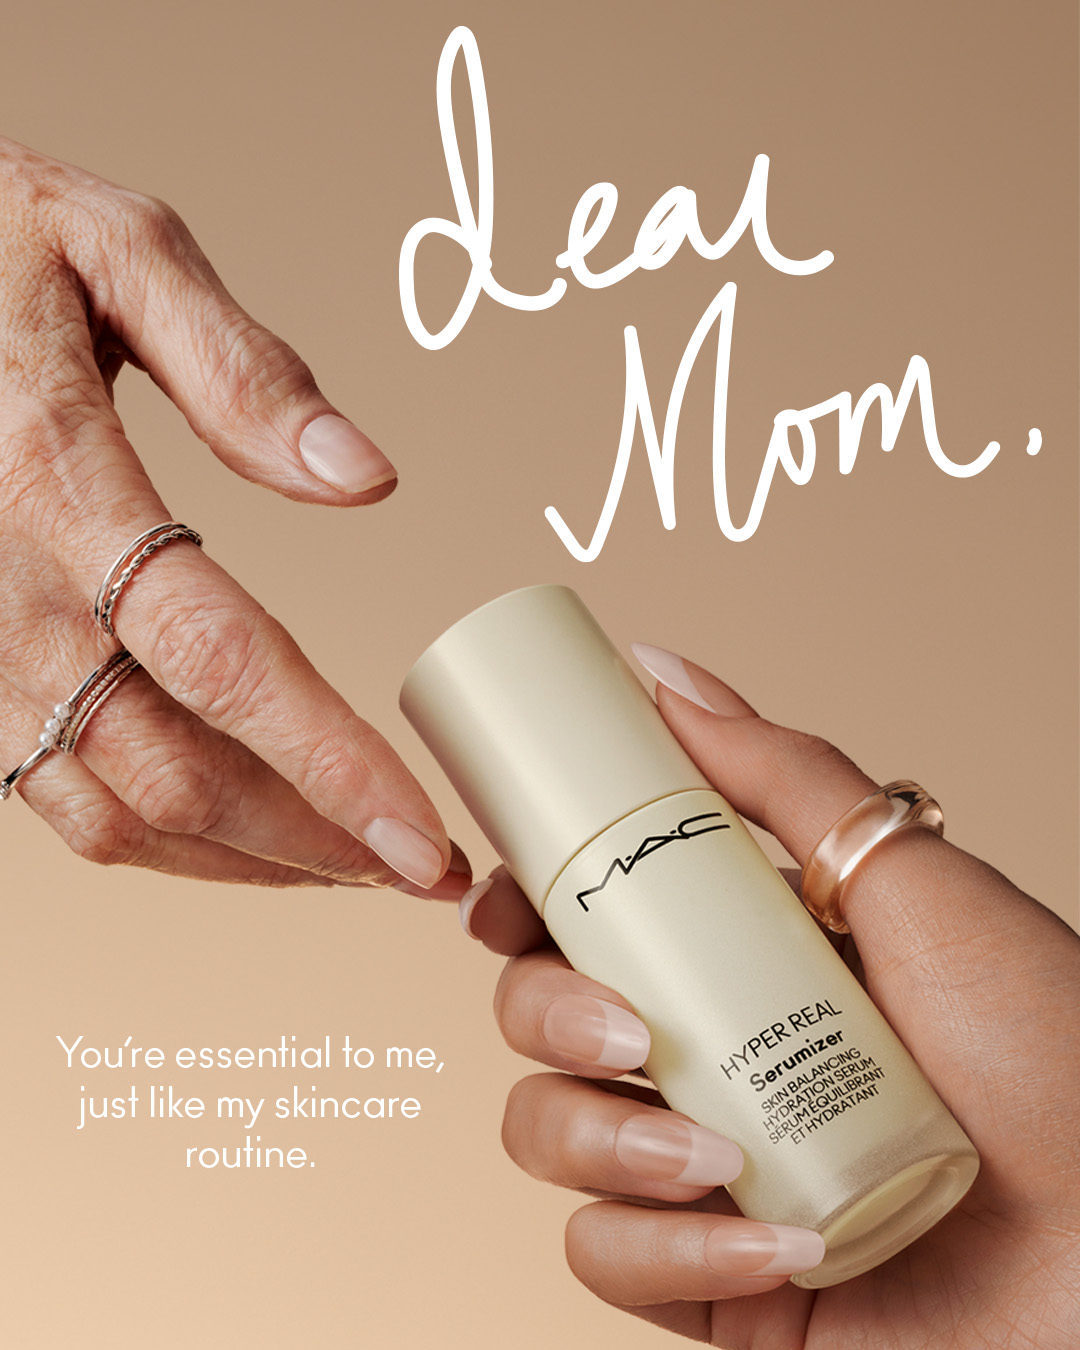 dear
Mom.
M·A·C
HYPER REAL
Serumizer
SKIN BALANCING
HYDRATION SERUM
SÉRUM ÉQUILIBRANT
ET HYDRATANT
You’re essential to me,
just like my skincare
routine.